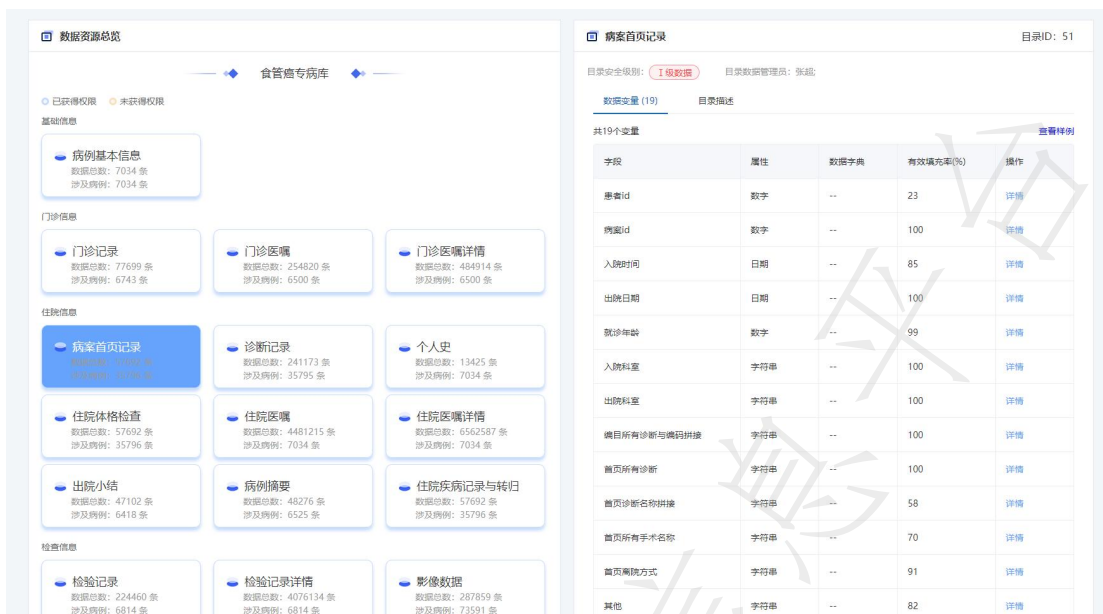 数据资源总览
食管癌专病库
已获得权限 未获得权限
基础信息
病例基本信息
数据总数：7034 条
涉及病例：7034 条
门诊信息
门诊记录
数据总数：77699 条
涉及病例：6743 条
门诊医嘱
数据总数：254820 条
涉及病例：6500 条
门诊医嘱详情
数据总数：484914 条
涉及病例：6500 条
住院信息
病案首页记录
诊断记录
数据总数：241173 条
涉及病例：35795 条
个人史
数据总数：13425 条
涉及病例：7034 条
住院体格检查
数据总数：57692 条
涉及病例：35796 条
住院医嘱
数据总数：4481215 条
涉及病例：7034 条
住院医嘱详情
数据总数：6562587 条
涉及病例：7034 条
出院小结
数据总数：47102 条
涉及病例：6418 条
病例摘要
数据总数：48276 条
涉及病例：6525 条
住院疾病记录与转归
数据总数：57692 条
涉及病例：35796 条
检查信息
检验记录
数据总数：224460 条
涉及病例：6814 条
检验记录详情
数据总数：4076134 条
涉及病例：6814 条
影像数据
数据总数：287859 条
涉及病例：73591 条
病案首页记录 目录ID：51
目录安全级别： I 级数据 目录数据管理员：张超;
数据变量 (19) 目录描述
共19个变量 查看样例
字段 属性 数据字典 有效填充率(%) 操作
患者id 数字 -- 23 详情
病案id 数字 -- 100 详情
入院时间 日期 -- 85 详情
出院日期 日期 -- 100 详情
就诊年龄 数字 -- 99 详情
入院科室 字符串 -- 100 详情
出院科室 字符串 -- 100 详情
编目所有诊断与编码拼接 字符串 -- 100 详情
首页所有诊断 字符串 -- 100 详情
首页诊断名称拼接 字符串 -- 58 详情
首页所有手术名称 字符串 -- 70 详情
首页离院方式 字符串 -- 91 详情
其他 字符串 -- 82 详情